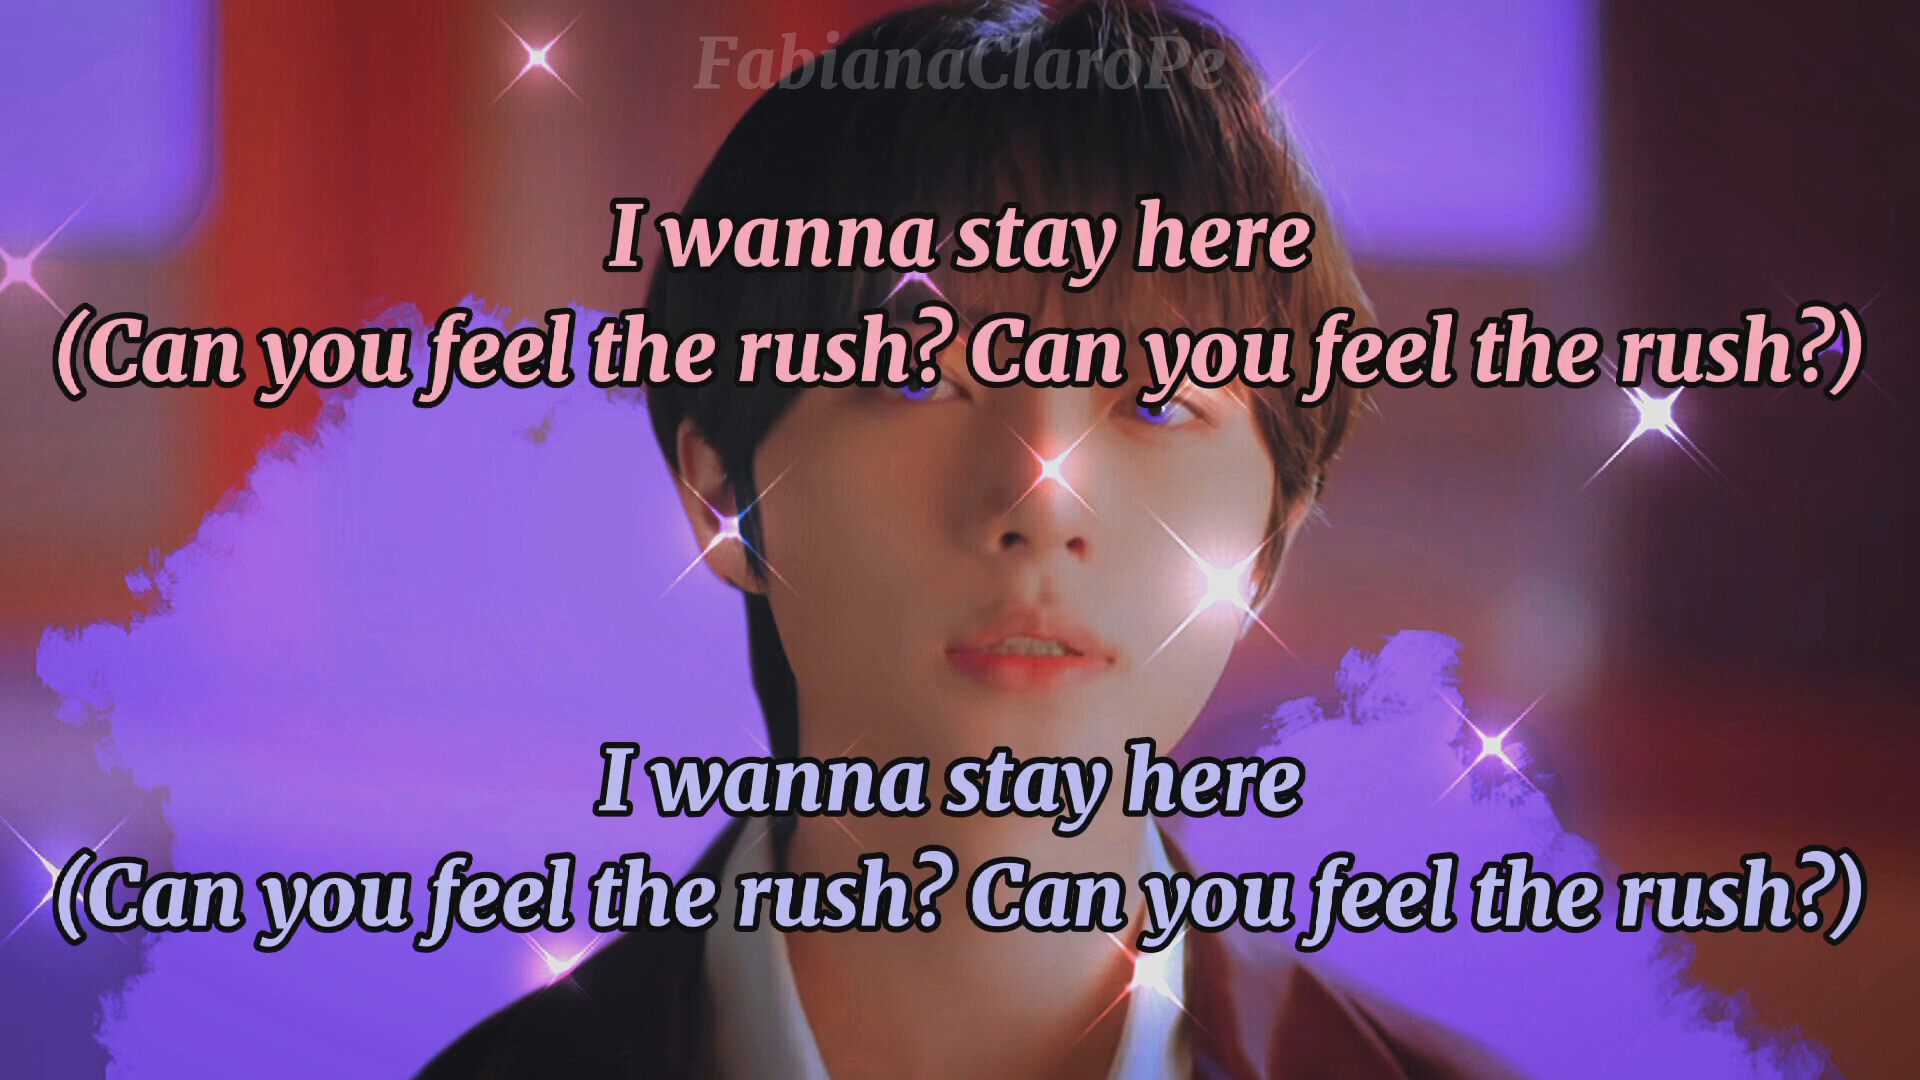 FabianaClaroPe
I wanna stay here
(Can you feel the rush? Can you feel the rush?)
I wanna stay here
(Can you feel the rush? Can you feel the rush?)